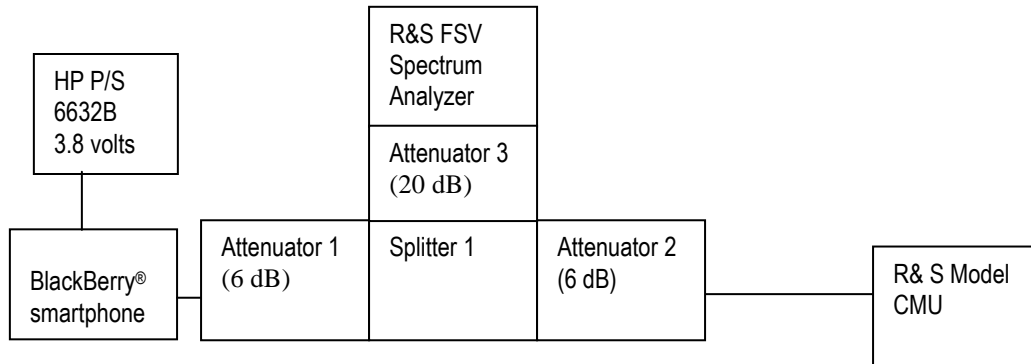 R&S FSV
Spectrum
Analyzer
HP P/S
6632B
3.8 volts
Attenuator 3
(20 dB)
BlackBerry®
smartphone
Attenuator 1
(6 dB)
Splitter 1
Attenuator 2
(6 dB)
R& S Model
CMU